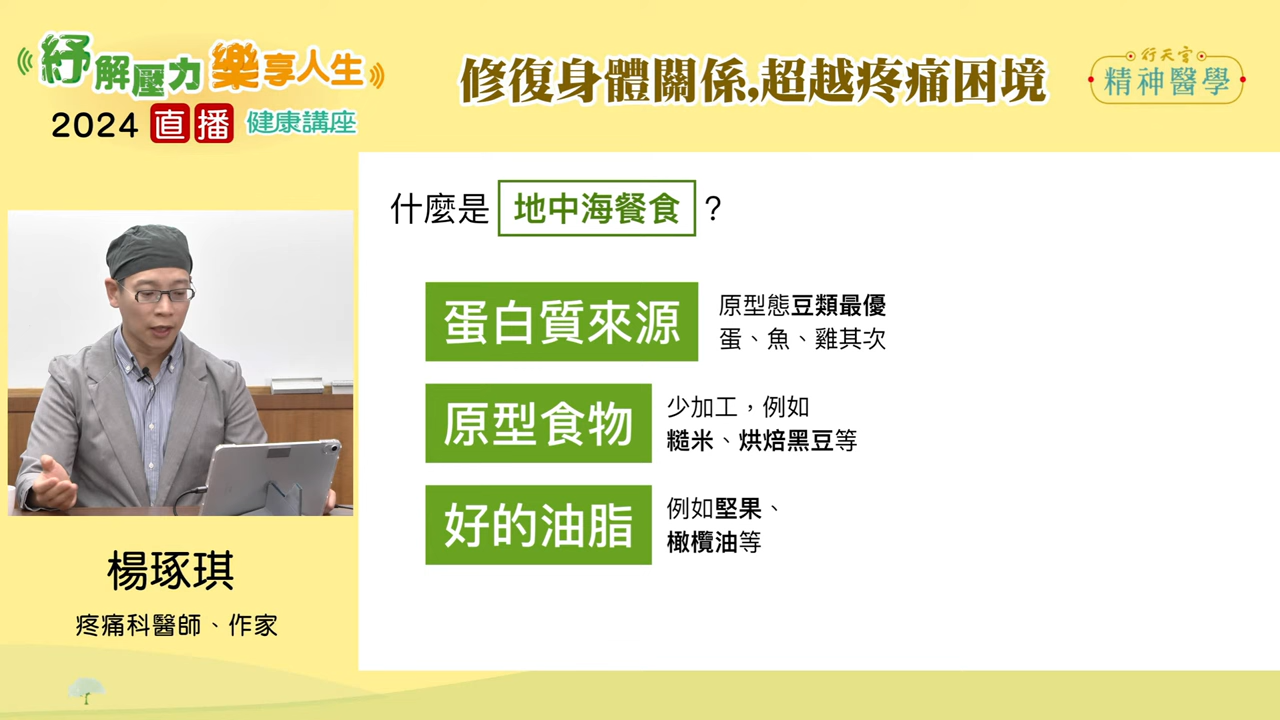 紓解壓力 樂享人生
2024 直播 健康講座
修復身體關係,超越疼痛困境
行天宮
精神醫學
什麼是 地中海餐食 ?
蛋白質來源
原型態豆類最優
蛋、魚、雞其次
原型食物
少加工，例如
糙米、烘焙黑豆等
好的油脂
例如堅果、
橄欖油等
楊琢琪
疼痛科醫師、作家